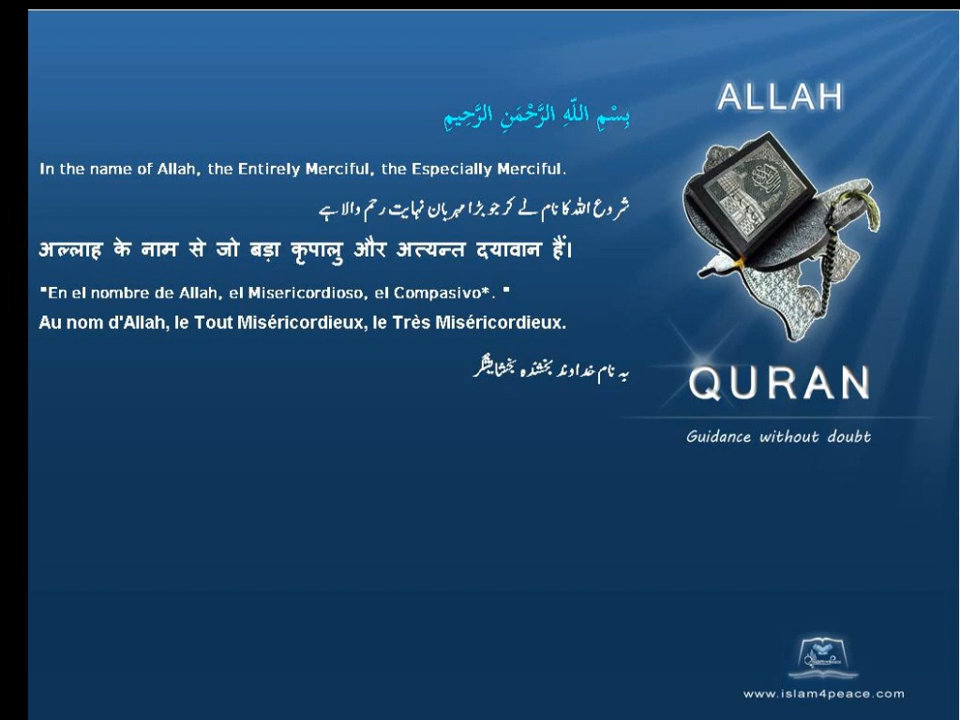 بِسْمِ اللّهِ الرَّحْمَنِ الرَّحِيمِ
In the name of Allah, the Entirely Merciful, the Especially Merciful.
شروع الله کا نام لے کر جو بڑا مہربان نہایت رحم والا ہے
अल्लाह के नाम से जो बड़ा कृपालु और अत्यन्त दयावान हैं।
"En el nombre de Allah, el Misericordioso, el Compasivo*. "
Au nom d'Allah, le Tout Miséricordieux, le Très Miséricordieux.
به نام خداوند بخشنده بخشایشگر
ALLAH
QURAN
Guidance without doubt
www.islam4peace.com